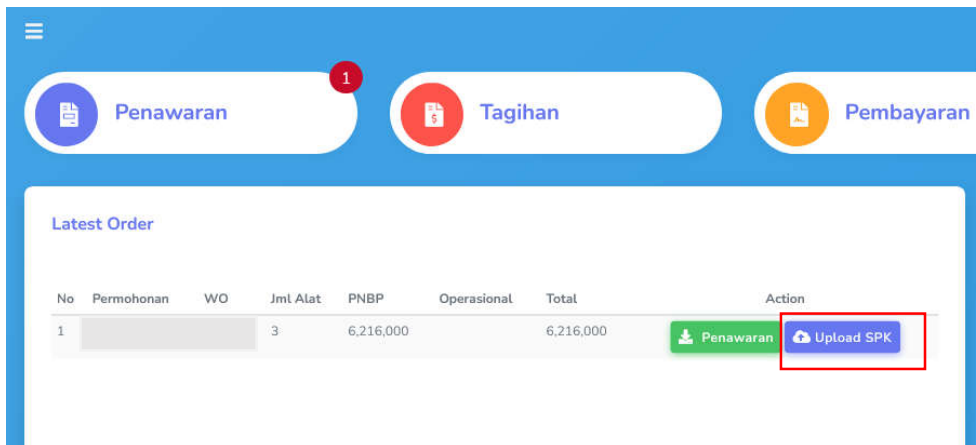 1
Penawaran
Tagihan
Pembayaran
Latest Order
No Permohonan WO Jml Alat PNBP Operasional Total Action
1 3 6,216,000 6,216,000 Penawaran Upload SPK